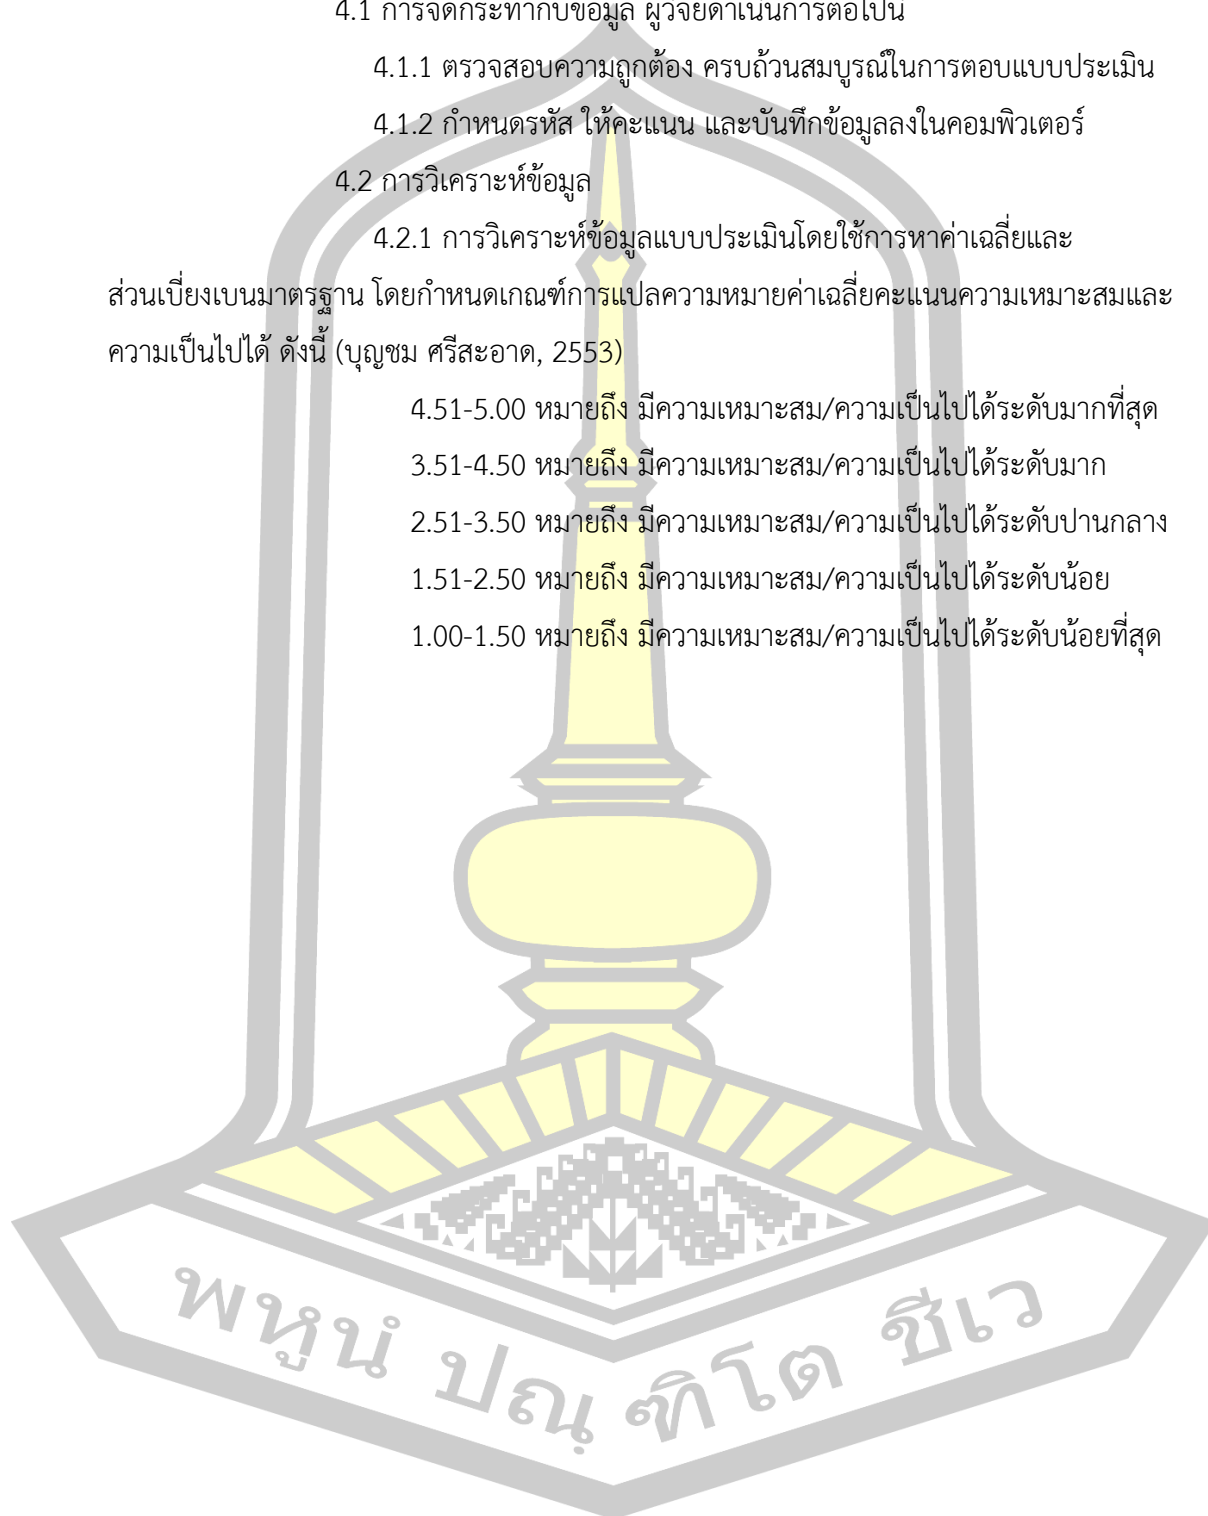 4.1 การจัดกระทำกับข้อมูล ผู้วิจัยดำเนินการต่อไปนี้
4.1.1 ตรวจสอบความถูกต้อง ครบถ้วนสมบูรณ์ในการตอบแบบประเมิน
4.1.2 กำหนดรหัส ให้คะแนน และบันทึกข้อมูลลงในคอมพิวเตอร์
4.2 การวิเคราะห์ข้อมูล
4.2.1 การวิเคราะห์ข้อมูลแบบประเมินโดยใช้การหาค่าเฉลี่ยและ
ส่วนเบี่ยงเบนมาตรฐาน โดยกำหนดเกณฑ์การแปลความหมายค่าเฉลี่ยคะแนนความเหมาะสมและ
ความเป็นไปได้ ดังนี้ (บุญชม ศรีสะอาด, 2553)
4.51-5.00 หมายถึง มีความเหมาะสม/ความเป็นไปได้ระดับมากที่สุด
3.51-4.50 หมายถึง มีความเหมาะสม/ความเป็นไปได้ระดับมาก
2.51-3.50 หมายถึง มีความเหมาะสม/ความเป็นไปได้ระดับปานกลาง
1.51-2.50 หมายถึง มีความเหมาะสม/ความเป็นไปได้ระดับน้อย
1.00-1.50 หมายถึง มีความเหมาะสม/ความเป็นไปได้ระดับน้อยที่สุด
พหูนํ ปณฺฑิโต ชีเว